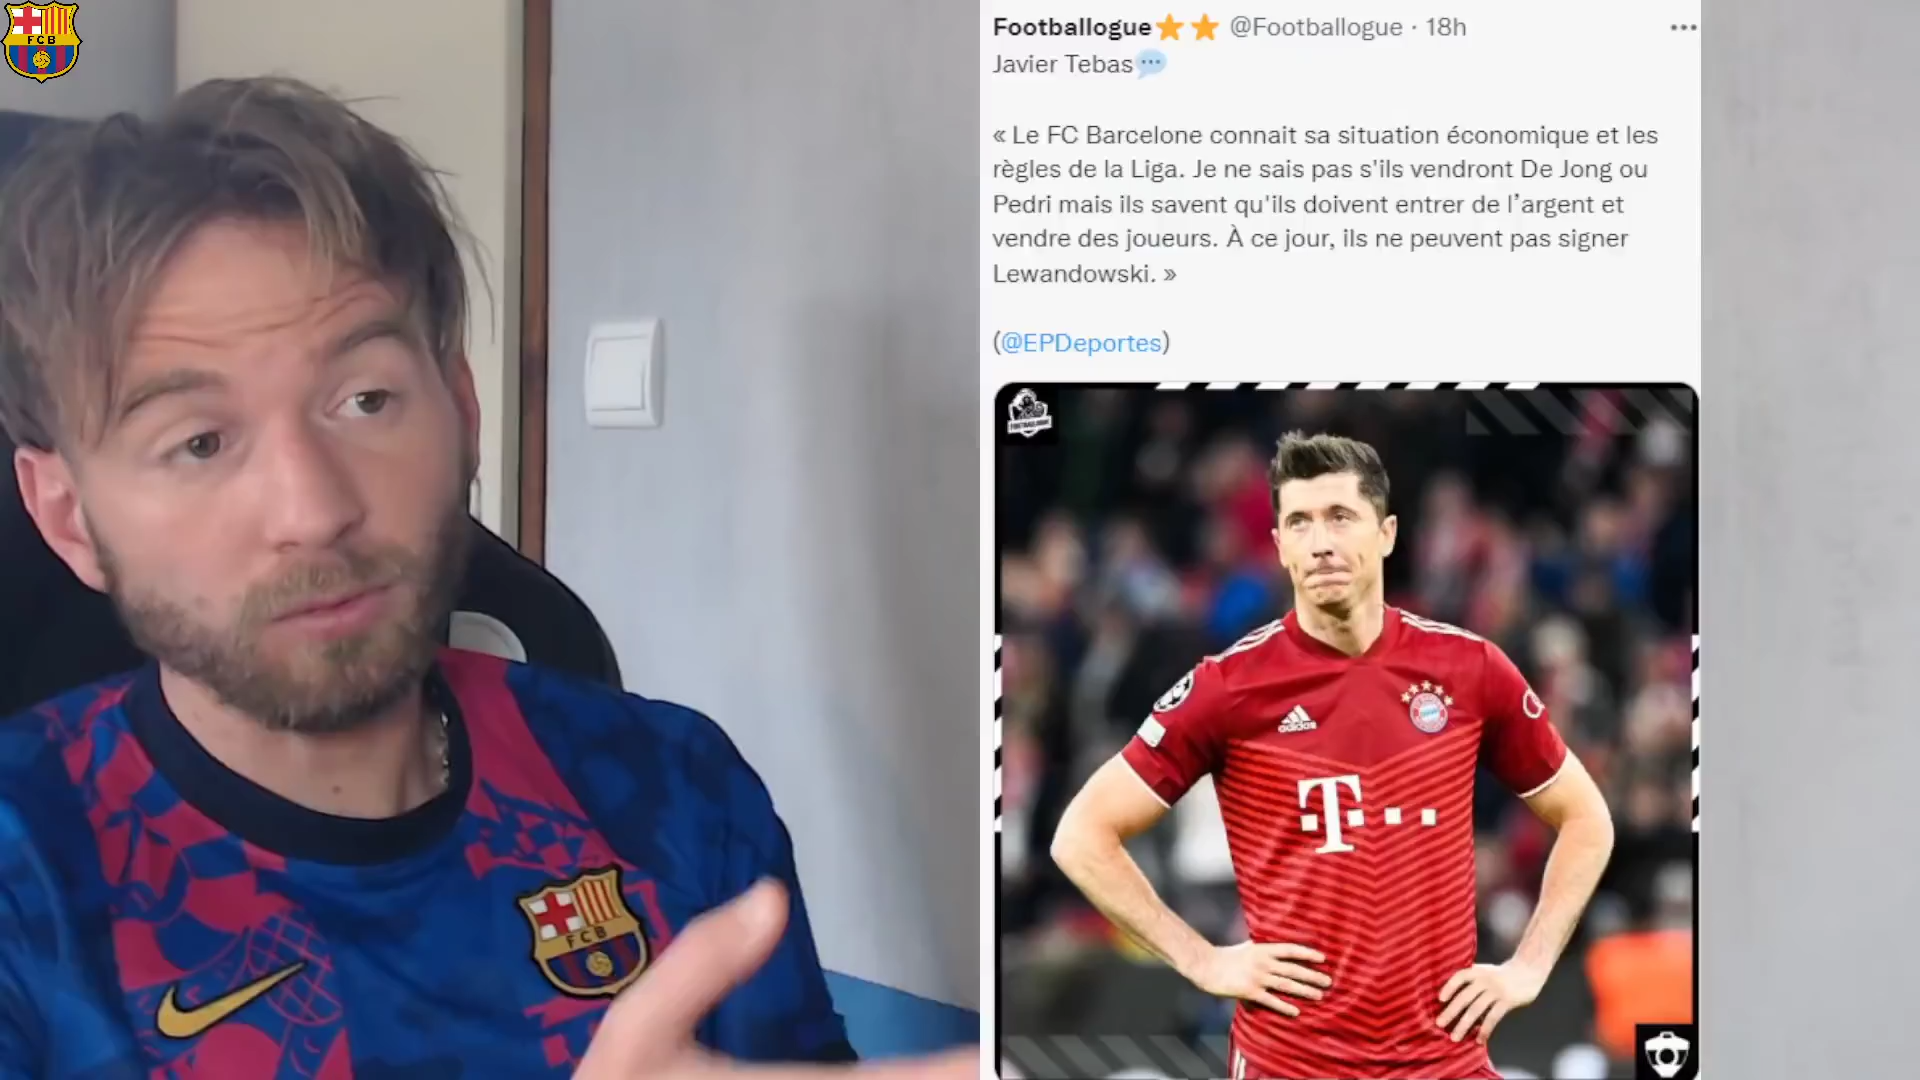 FCB
Footballogue @Footballogue · 18h
Javier Tebas
« Le FC Barcelone connait sa situation économique et les
règles de la Liga. Je ne sais pas s'ils vendront De Jong ou
Pedri mais ils savent qu'ils doivent entrer de l’argent et
vendre des joueurs. À ce jour, ils ne peuvent pas signer
Lewandowski. »
(@EPDeportes)
FOOTBALLOGUE
adidas
T
FCB